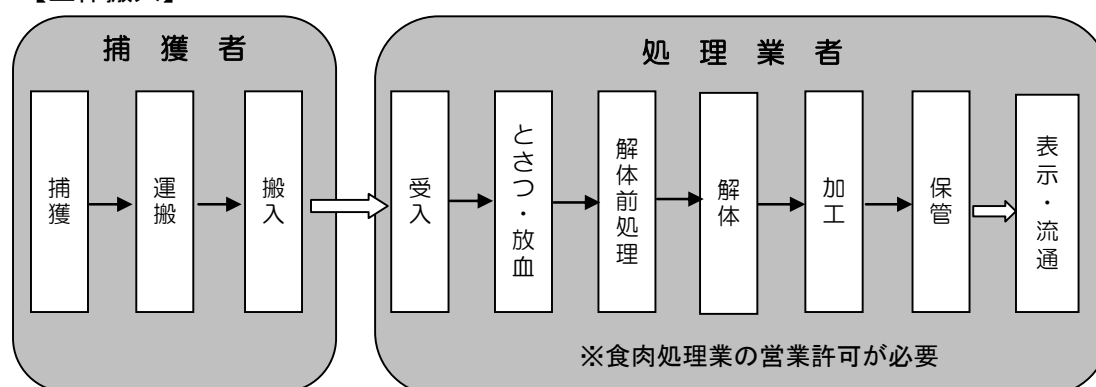 捕獲者
処理業者
捕獲
運搬
搬入
受入
とさつ・放血
解体前処理
解体
加工
保管
表示・流通
※食肉処理業の営業許可が必要